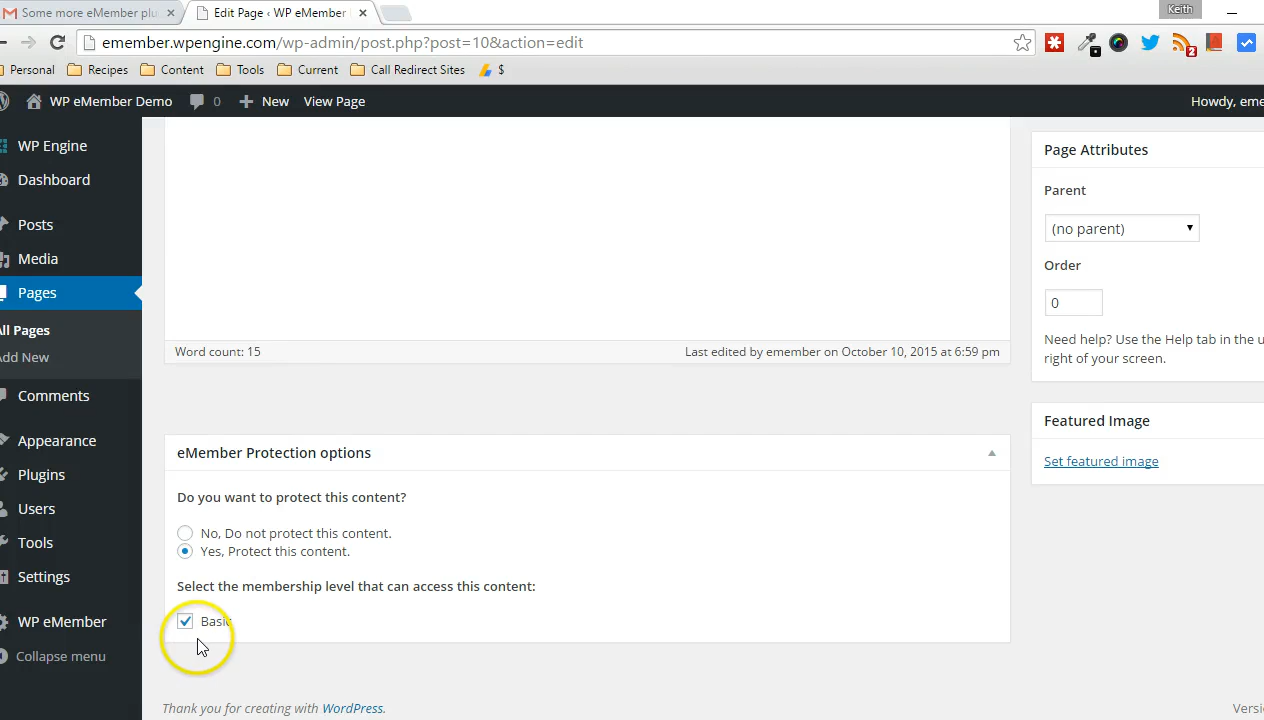 Some more eMember plu
Edit Page ‹ WP eMember
Keith
emember.wpengine.com/wp-admin/post.php?post=10&action=edit
2
Personal Recipes Content Tools Current Call Redirect Sites $
WP eMember Demo 0 New View Page Howdy, eme
WP Engine
Dashboard
Posts
Media
Pages
All Pages
Add New
Comments
Appearance
Plugins
Users
Tools
Settings
WP eMember
Collapse menu
Word count: 15 Last edited by emember on October 10, 2015 at 6:59 pm
eMember Protection options
Do you want to protect this content?
No, Do not protect this content.
Yes, Protect this content.
Select the membership level that can access this content:
Basic
Thank you for creating with WordPress.
Page Attributes
Parent
(no parent)
Order
0
Need help? Use the Help tab in the u
right of your screen.
Featured Image
Set featured image
Versi